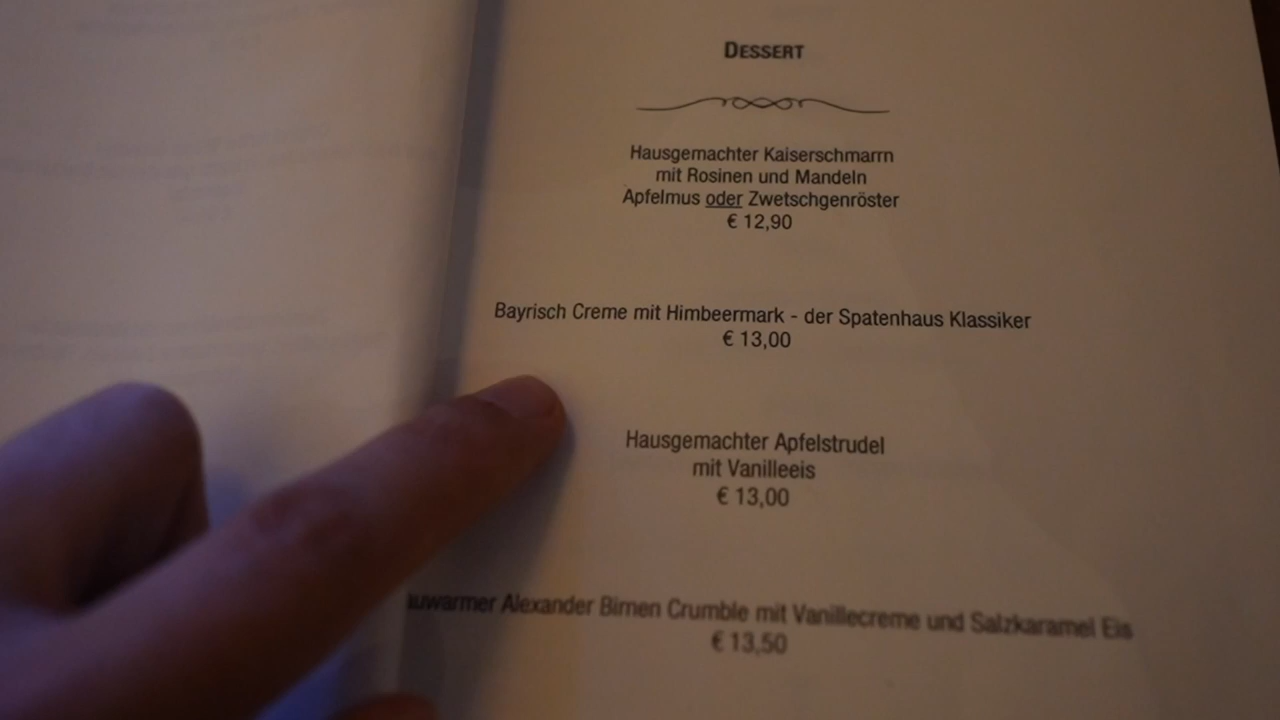 DESSERT
Hausgemachter Kaiserschmarrn
mit Rosinen und Mandeln
Apfelmus oder Zwetschgenröster
€ 12,90
Bayrisch Creme mit Himbeermark - der Spatenhaus Klassiker
€ 13,00
Hausgemachter Apfelstrudel
mit Vanilleeis
€ 13,00
auwarmer Alexander Birnen Crumble mit Vanillecreme und Salzkaramel Eis
€ 13,50